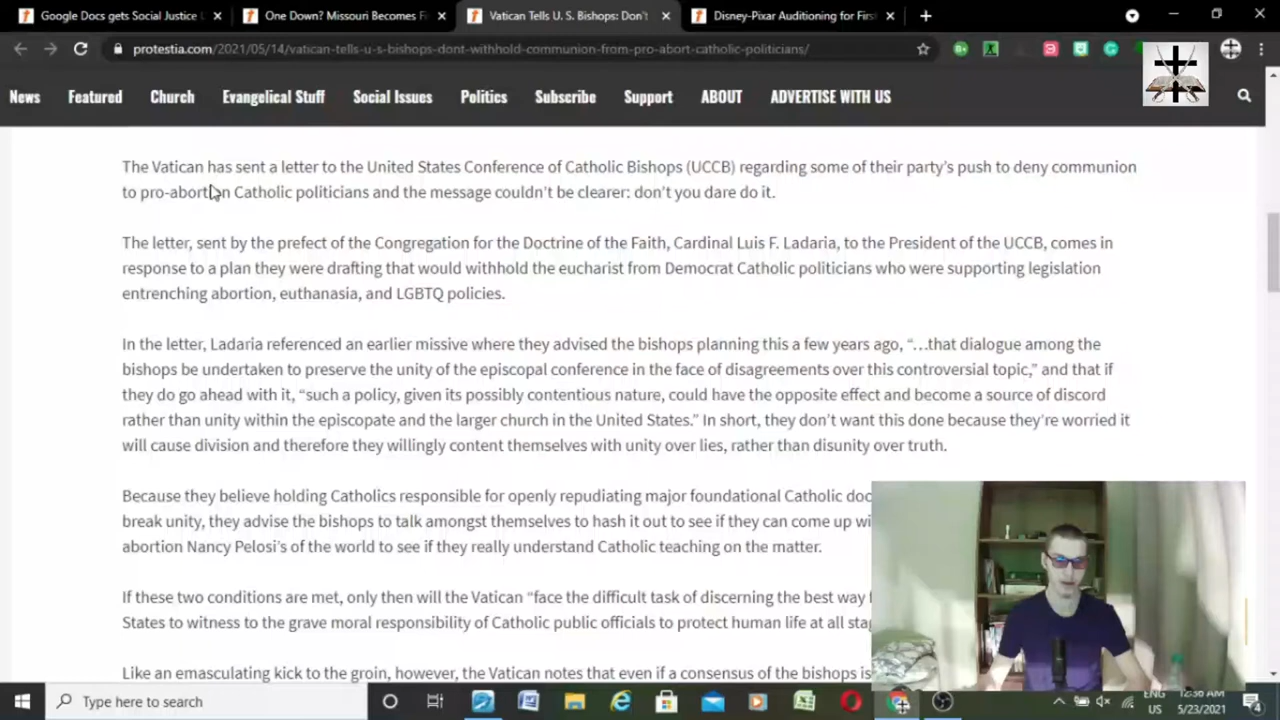 Google Docs gets Social Justice
One Down? Missouri Becomes Fi
Vatican Tells U. S. Bishops: Don't
Disney-Pixar Auditioning for First
protestia.com/2021/05/14/vatican-tells-u-s-bishops-dont-withhold-communion-from-pro-abort-catholic-politicians/
News Featured Church Evangelical Stuff Social Issues Politics Subscribe Support ABOUT ADVERTISE WITH US
The Vatican has sent a letter to the United States Conference of Catholic Bishops (UCCB) regarding some of their party's push to deny communion
to pro-abortion Catholic politicians and the message couldn't be clearer: don't you dare do it.
The letter, sent by the prefect of the Congregation for the Doctrine of the Faith, Cardinal Luis F. Ladaria, to the President of the UCCB, comes in
response to a plan they were drafting that would withhold the eucharist from Democrat Catholic politicians who were supporting legislation
entrenching abortion, euthanasia, and LGBTQ policies.
In the letter, Ladaria referenced an earlier missive where they advised the bishops planning this a few years ago, “…that dialogue among the
bishops be undertaken to preserve the unity of the episcopal conference in the face of disagreements over this controversial topic,” and that if
they do go ahead with it, “such a policy, given its possibly contentious nature, could have the opposite effect and become a source of discord
rather than unity within the episcopate and the larger church in the United States.” In short, they don't want this done because they're worried it
will cause division and therefore they willingly content themselves with unity over lies, rather than disunity over truth.
Because they believe holding Catholics responsible for openly repudiating major foundational Catholic doc
break unity, they advise the bishops to talk amongst themselves to hash it out to see if they can come up wi
abortion Nancy Pelosi's of the world to see if they really understand Catholic teaching on the matter.
If these two conditions are met, only then will the Vatican “face the difficult task of discerning the best way f
States to witness to the grave moral responsibility of Catholic public officials to protect human life at all stag
Like an emasculating kick to the groin, however, the Vatican notes that even if a consensus of the bishops is
Type here to search
ENG
US
12:36 AM
5/23/2021
4